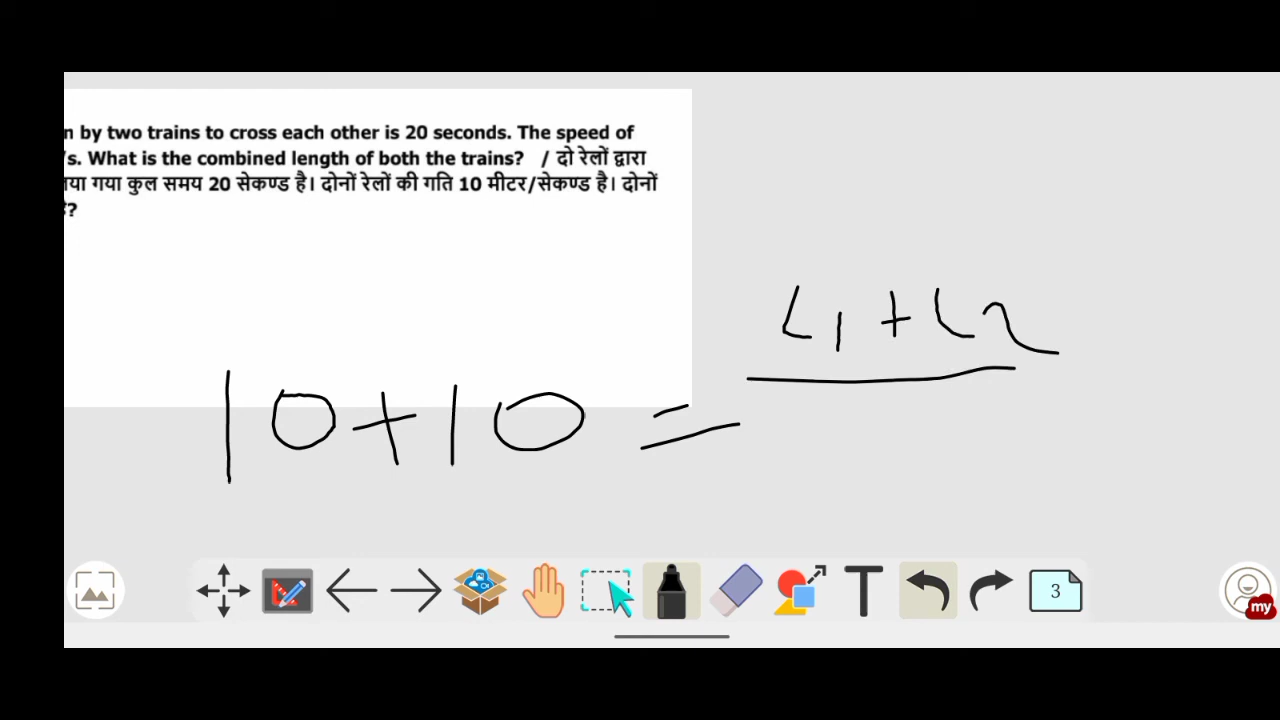 n by two trains to cross each other is 20 seconds. The speed of
/s. What is the combined length of both the trains? / दो रेलों द्वारा
गया कुल समय 20 सेकण्ड है। दोनों रेलों की गति 10 मीटर/सेकण्ड है। दोनों
?
L1 + L2
10 + 10 =
T
3
my